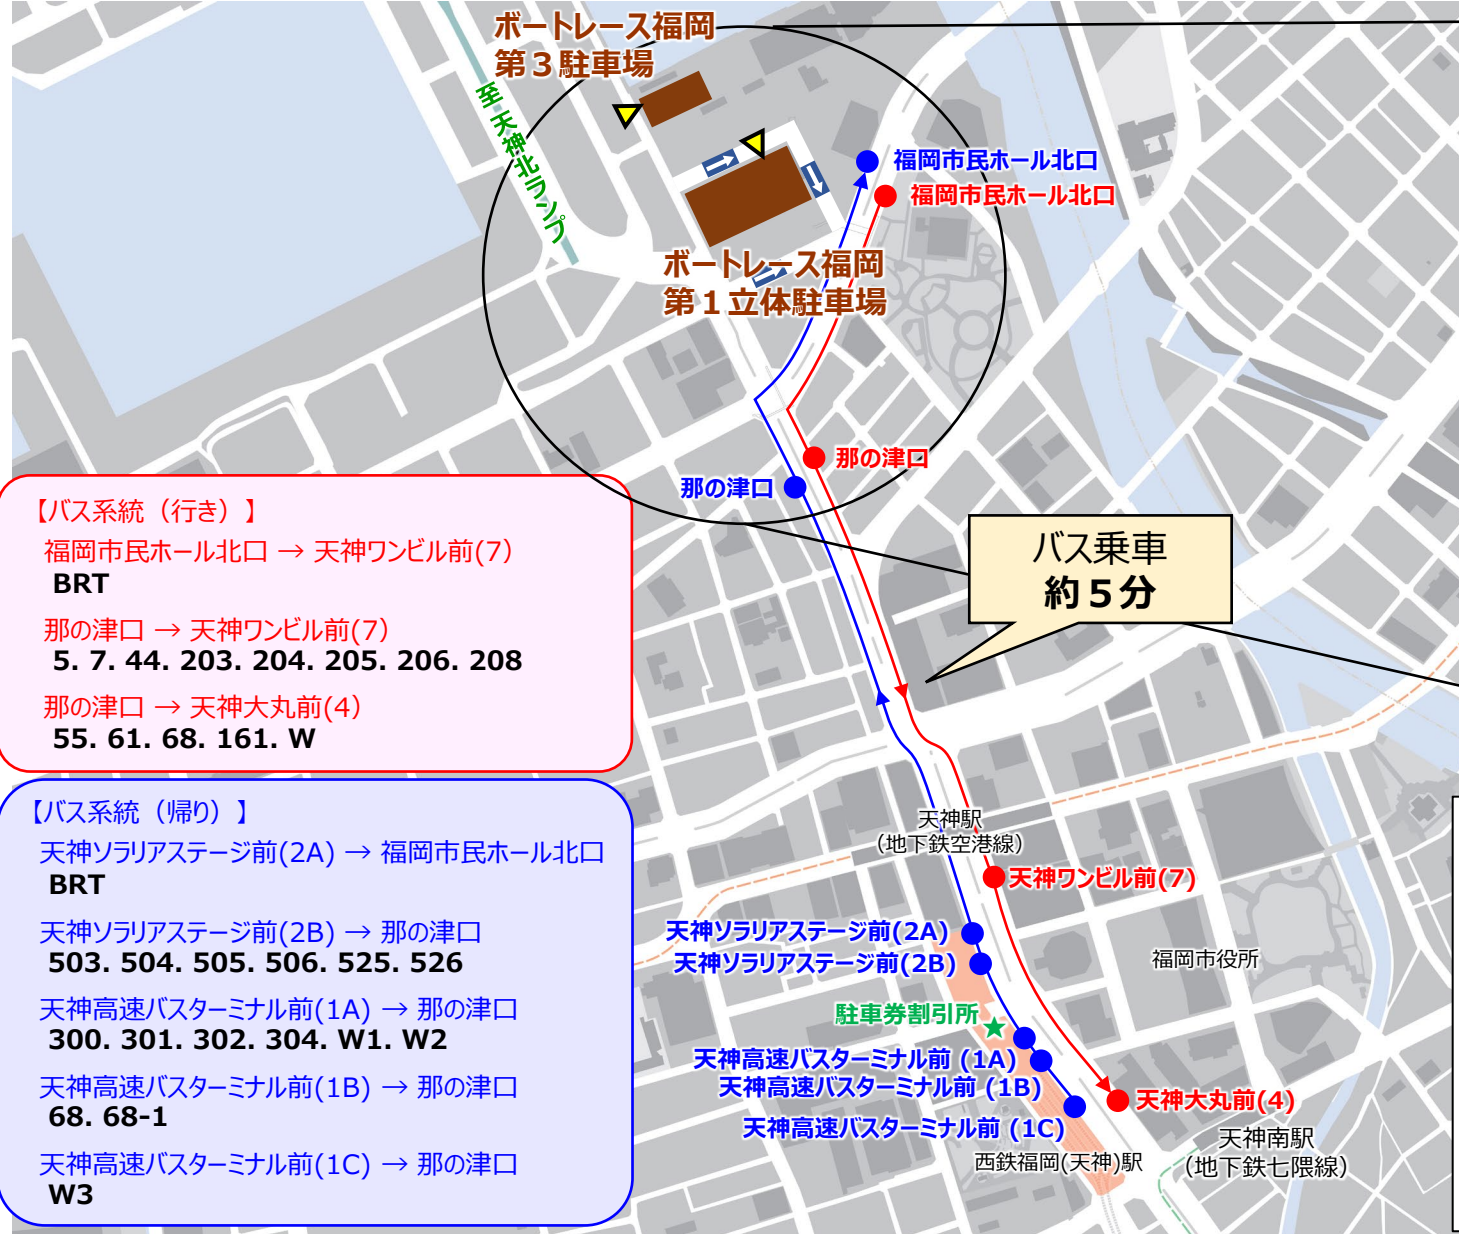 ボートレース福岡
第３駐車場
至 天神北ランプ
福岡市民ホール北口
福岡市民ホール北口
ボートレース福岡
第１立体駐車場
那の津口
那の津口
【バス系統（行き）】
福岡市民ホール北口 → 天神ワンビル前(7)
BRT
那の津口 → 天神ワンビル前(7)
5. 7. 44. 203. 204. 205. 206. 208
那の津口 → 天神大丸前(4)
55. 61. 68. 161. W
バス乗車
約５分
【バス系統（帰り）】
天神ソラリアステージ前(2A) → 福岡市民ホール北口
BRT
天神ソラリアステージ前(2B) → 那の津口
503. 504. 505. 506. 525. 526
天神高速バスターミナル前(1A) → 那の津口
300. 301. 302. 304. W1. W2
天神高速バスターミナル前(1B) → 那の津口
68. 68-1
天神高速バスターミナル前(1C) → 那の津口
W3
天神駅
(地下鉄空港線)
天神ワンビル前(7)
天神ソラリアステージ前(2A)
天神ソラリアステージ前(2B)
福岡市役所
駐車券割引所
天神高速バスターミナル前 (1A)
天神高速バスターミナル前 (1B)
天神大丸前(4)
天神高速バスターミナル前 (1C)
天神南駅
(地下鉄七隈線)
西鉄福岡(天神)駅